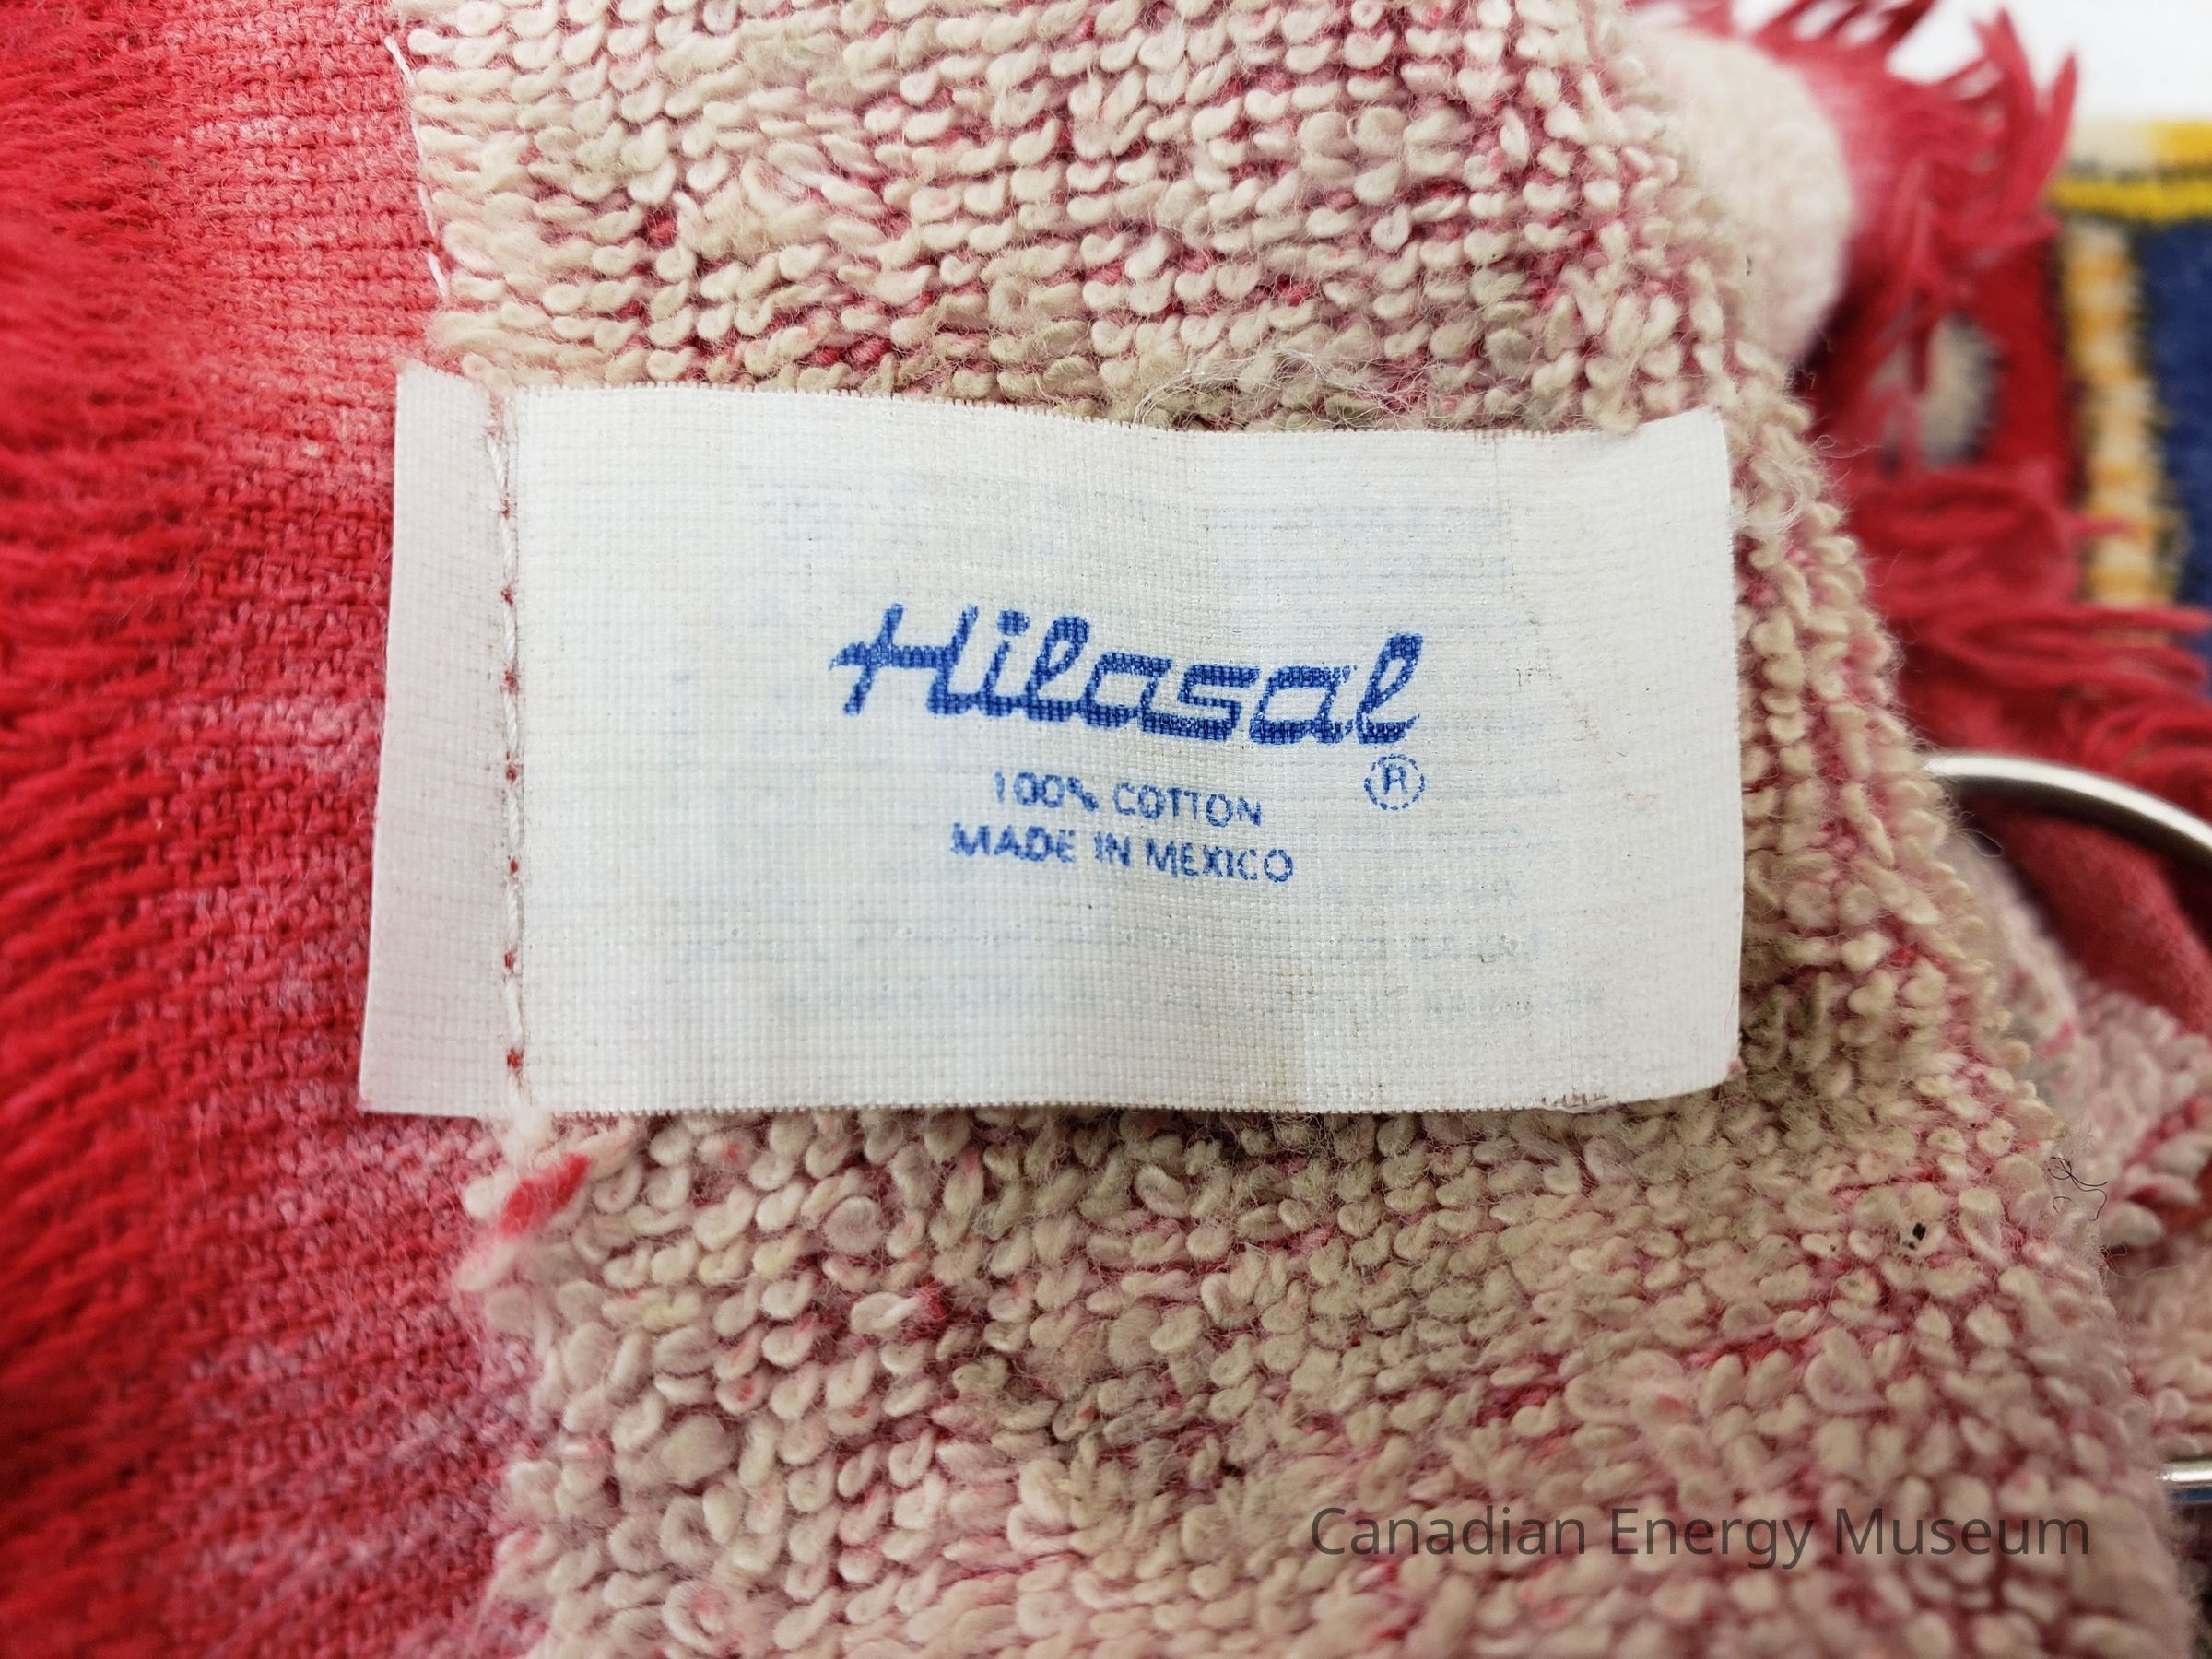 Hilasal
®
100% COTTON
MADE IN MEXICO
Canadian Energy Museum